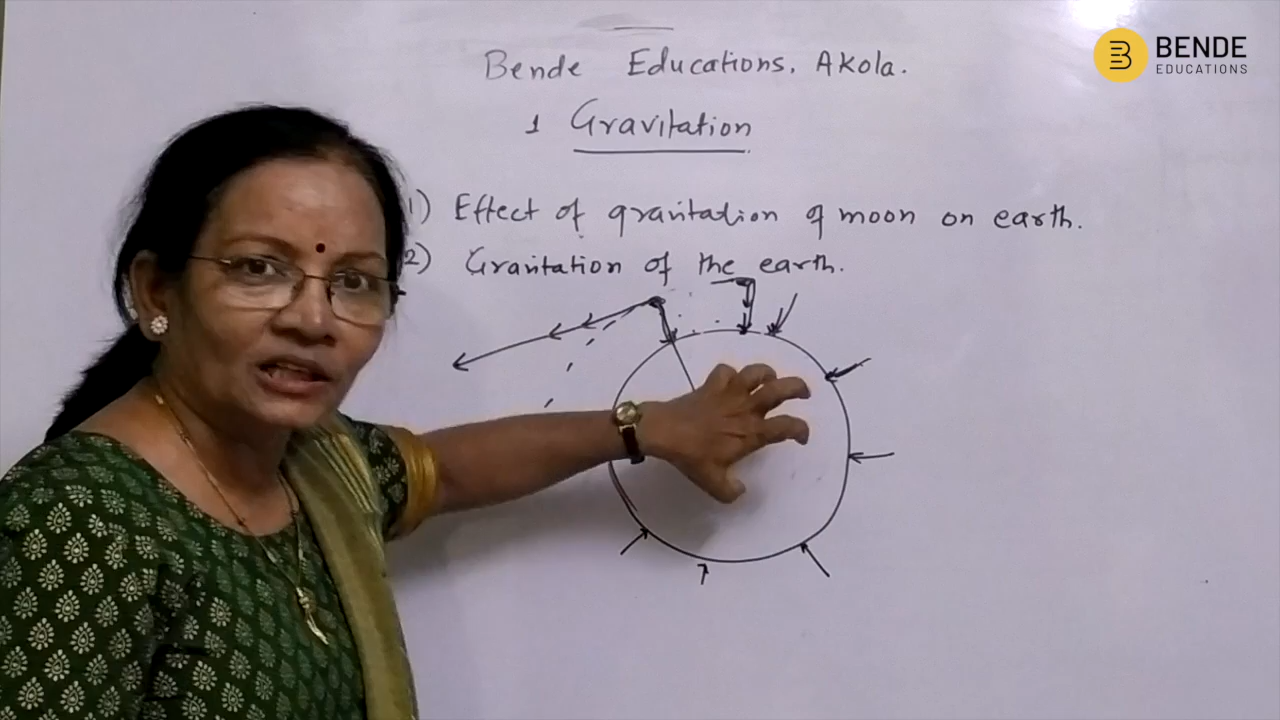 BENDE
EDUCATIONS
Bende Educations, Akola.
1 Gravitation
1) Effect of gravitation of moon on earth.
2) Gravitation of the earth.